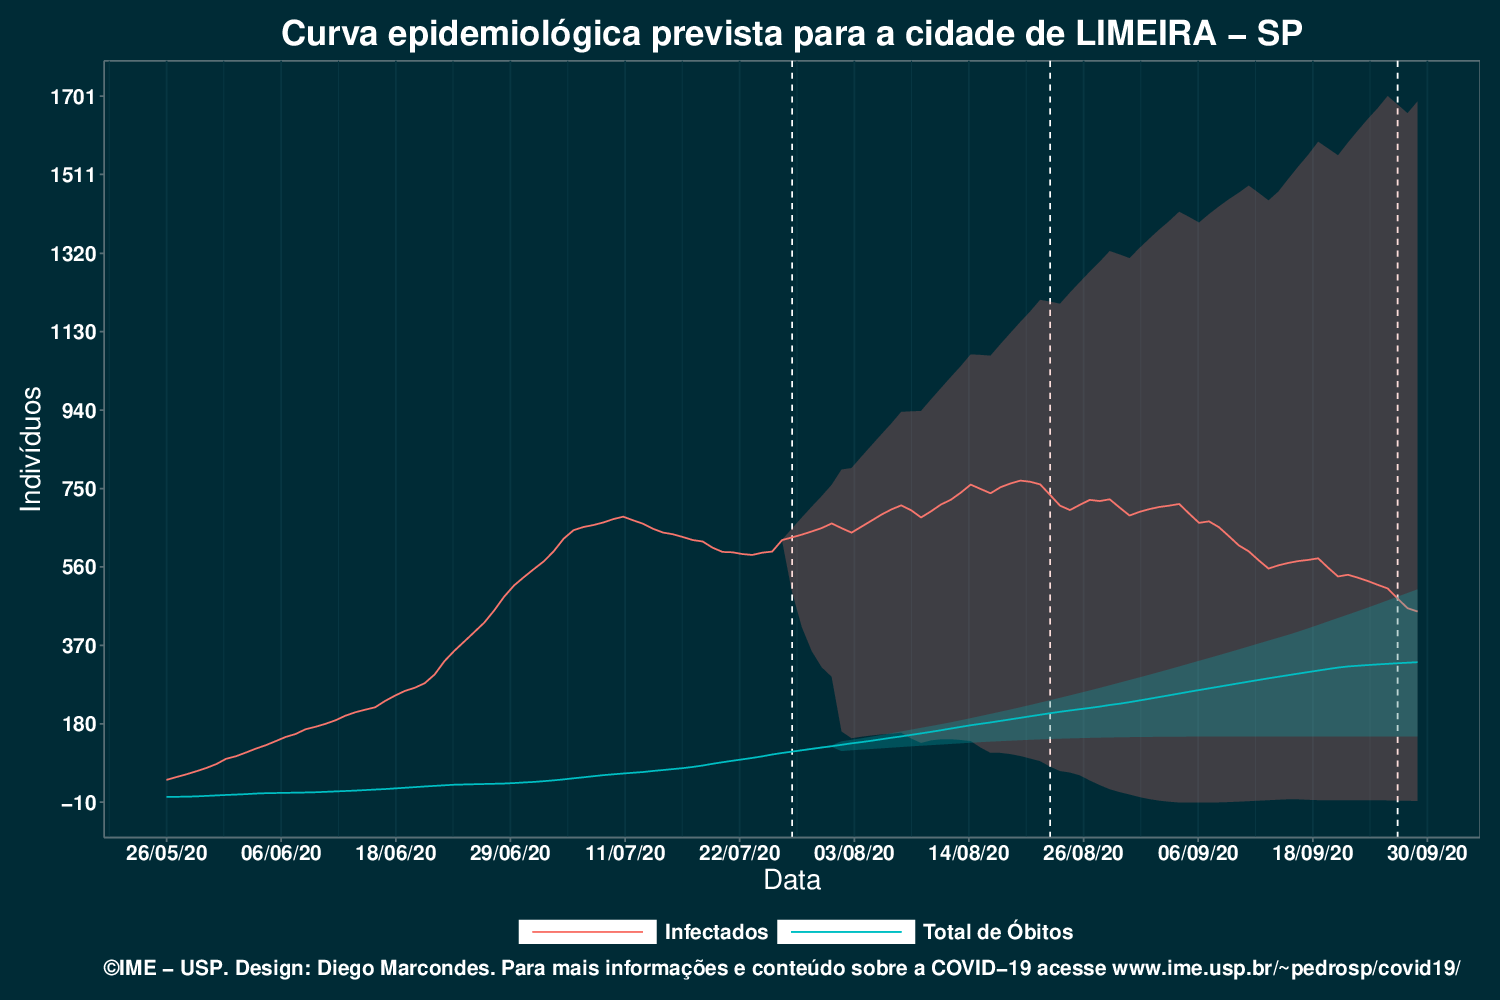 Curva epidemiológica prevista para a cidade de LIMEIRA – SP
1701
1511
1320
1130
940
750
560
370
180
−10
Indivíduos
26/05/20 06/06/20 18/06/20 29/06/20 11/07/20 22/07/20 03/08/20 14/08/20 26/08/20 06/09/20 18/09/20 30/09/20
Data
Infectados Total de Óbitos
©IME – USP. Design: Diego Marcondes. Para mais informações e conteúdo sobre a COVID−19 acesse www.ime.usp.br/~pedrosp/covid19/